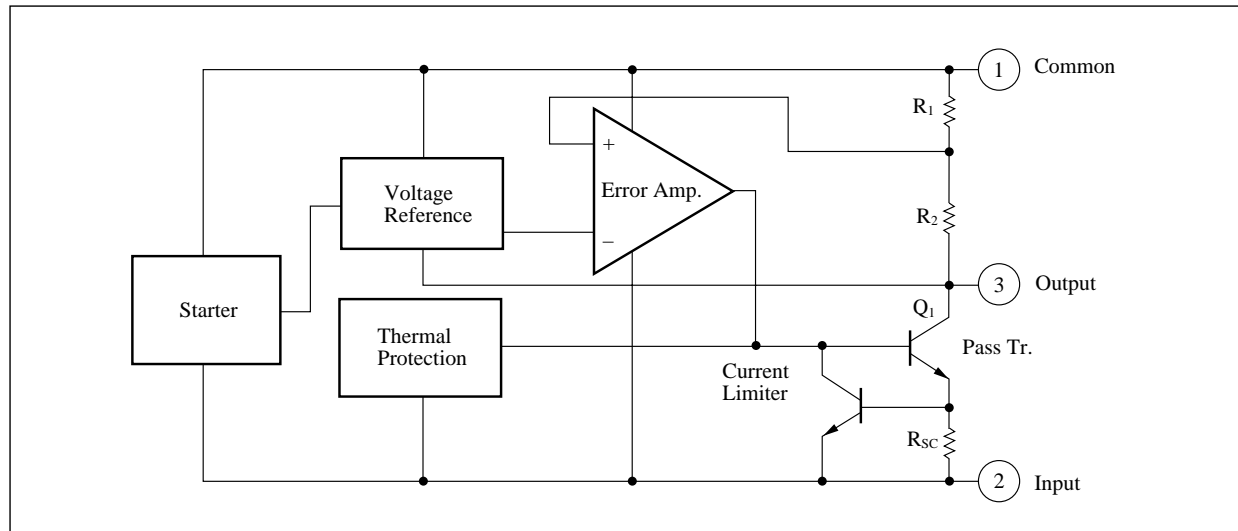 1 Common
R1
+
Error Amp.
Voltage
Reference
−
R2
Starter
3 Output
Q1
Thermal
Protection
Pass Tr.
Current
Limiter
RSC
2 Input